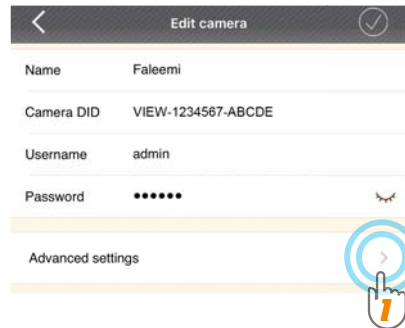 Edit camera
Name Faleemi
Camera DID VIEW-1234567-ABCDE
Username admin
Password ••••••
Advanced settings
1